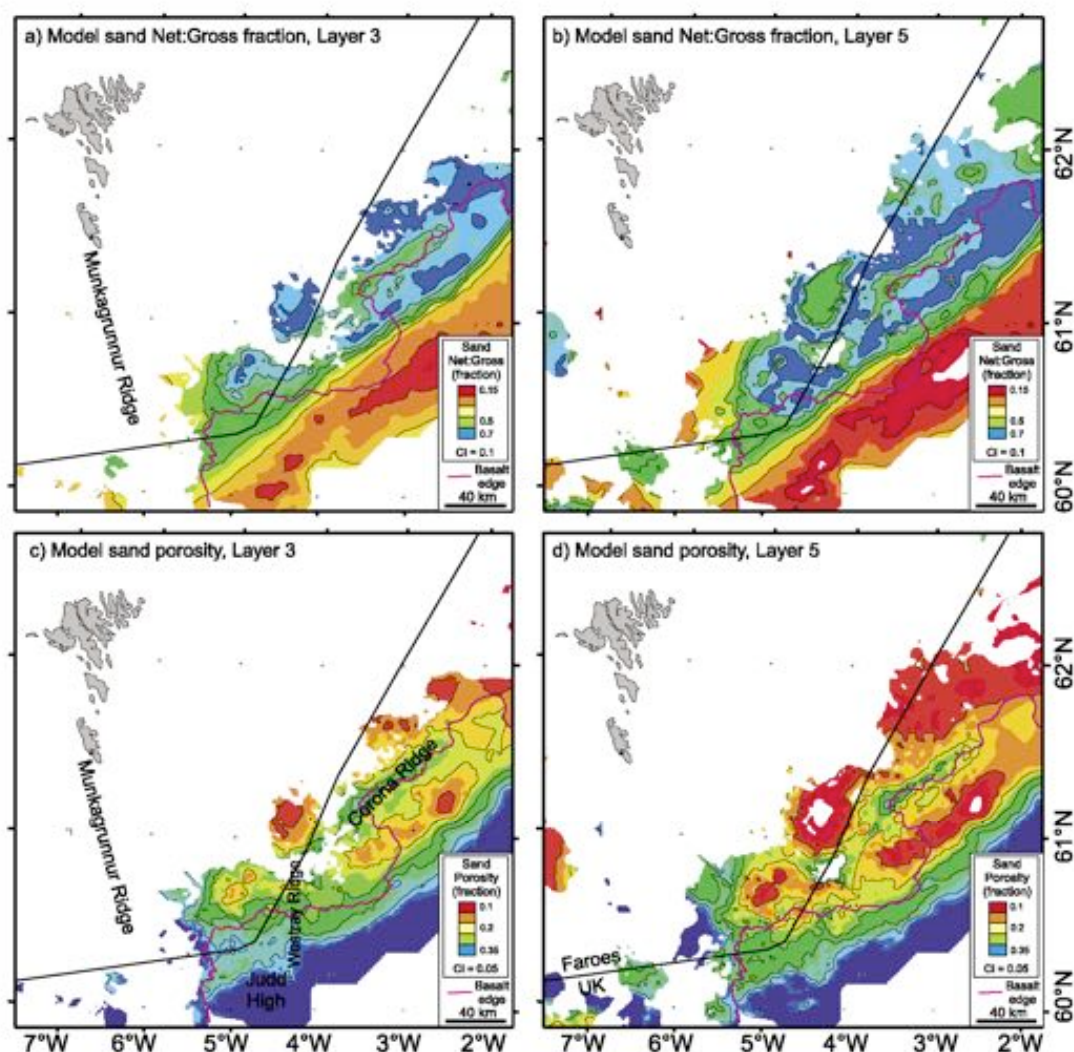 a) Model sand Net:Gross fraction, Layer 3
Munkagrunnur Ridge
Sand
Net:Gross
(fraction)
0.15
0.5
0.7
CI = 0.1
Basalt
edge
40 km
b) Model sand Net:Gross fraction, Layer 5
Sand
Net:Gross
(fraction)
0.15
0.5
0.7
CI = 0.1
Basalt
edge
40 km
62°N
61°N
60°N
c) Model sand porosity, Layer 3
Munkagrunnur Ridge
Corona Ridge
Westray Ridge
Judd
High
Sand
Porosity
(fraction)
0.1
0.2
0.35
CI = 0.05
Basalt
edge
40 km
d) Model sand porosity, Layer 5
Faroes
UK
Sand
Porosity
(fraction)
0.1
0.2
0.35
CI = 0.05
Basalt
edge
40 km
62°N
61°N
60°N
7°W 6°W 5°W 4°W 3°W 2°W 7°W 6°W 5°W 4°W 3°W 2°W